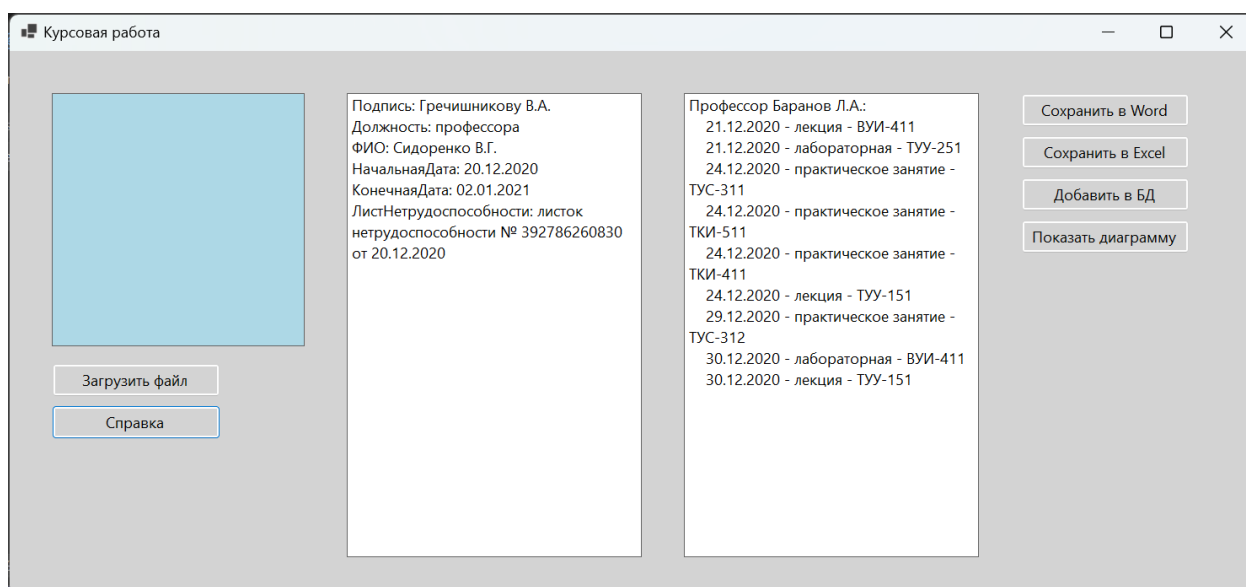 Курсовая работа
Подпись: Гречишникову В.А.
Должность: профессора
ФИО: Сидоренко В.Г.
НачальнаяДата: 20.12.2020
КонечнаяДата: 02.01.2021
ЛистНетрудоспособности: листок
нетрудоспособности № 392786260830
от 20.12.2020
Профессор Баранов Л.А.:
21.12.2020 - лекция - ВУИ-411
21.12.2020 - лабораторная - ТУУ-251
24.12.2020 - практическое занятие -
ТУС-311
24.12.2020 - практическое занятие -
ТКИ-511
24.12.2020 - практическое занятие -
ТКИ-411
24.12.2020 - лекция - ТУУ-151
29.12.2020 - практическое занятие -
ТУС-312
30.12.2020 - лабораторная - ВУИ-411
30.12.2020 - лекция - ТУУ-151
Сохранить в Word
Сохранить в Excel
Добавить в БД
Показать диаграмму
Загрузить файл
Справка